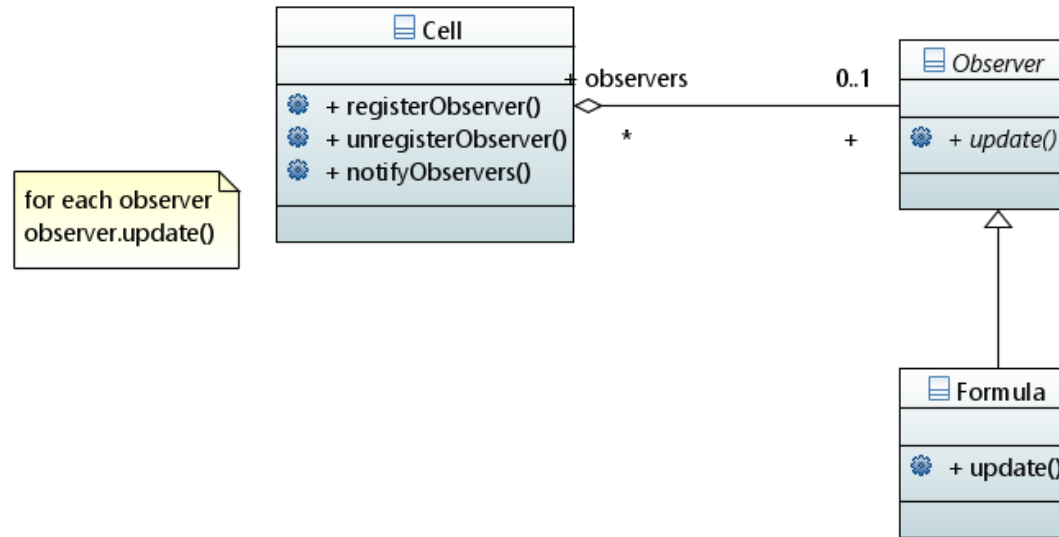 Cell
+ registerObserver()
+ unregisterObserver()
+ notifyObservers()
for each observer
observer.update()
+ observers
0..1
*
+
Observer
+ update()
Formula
+ update()